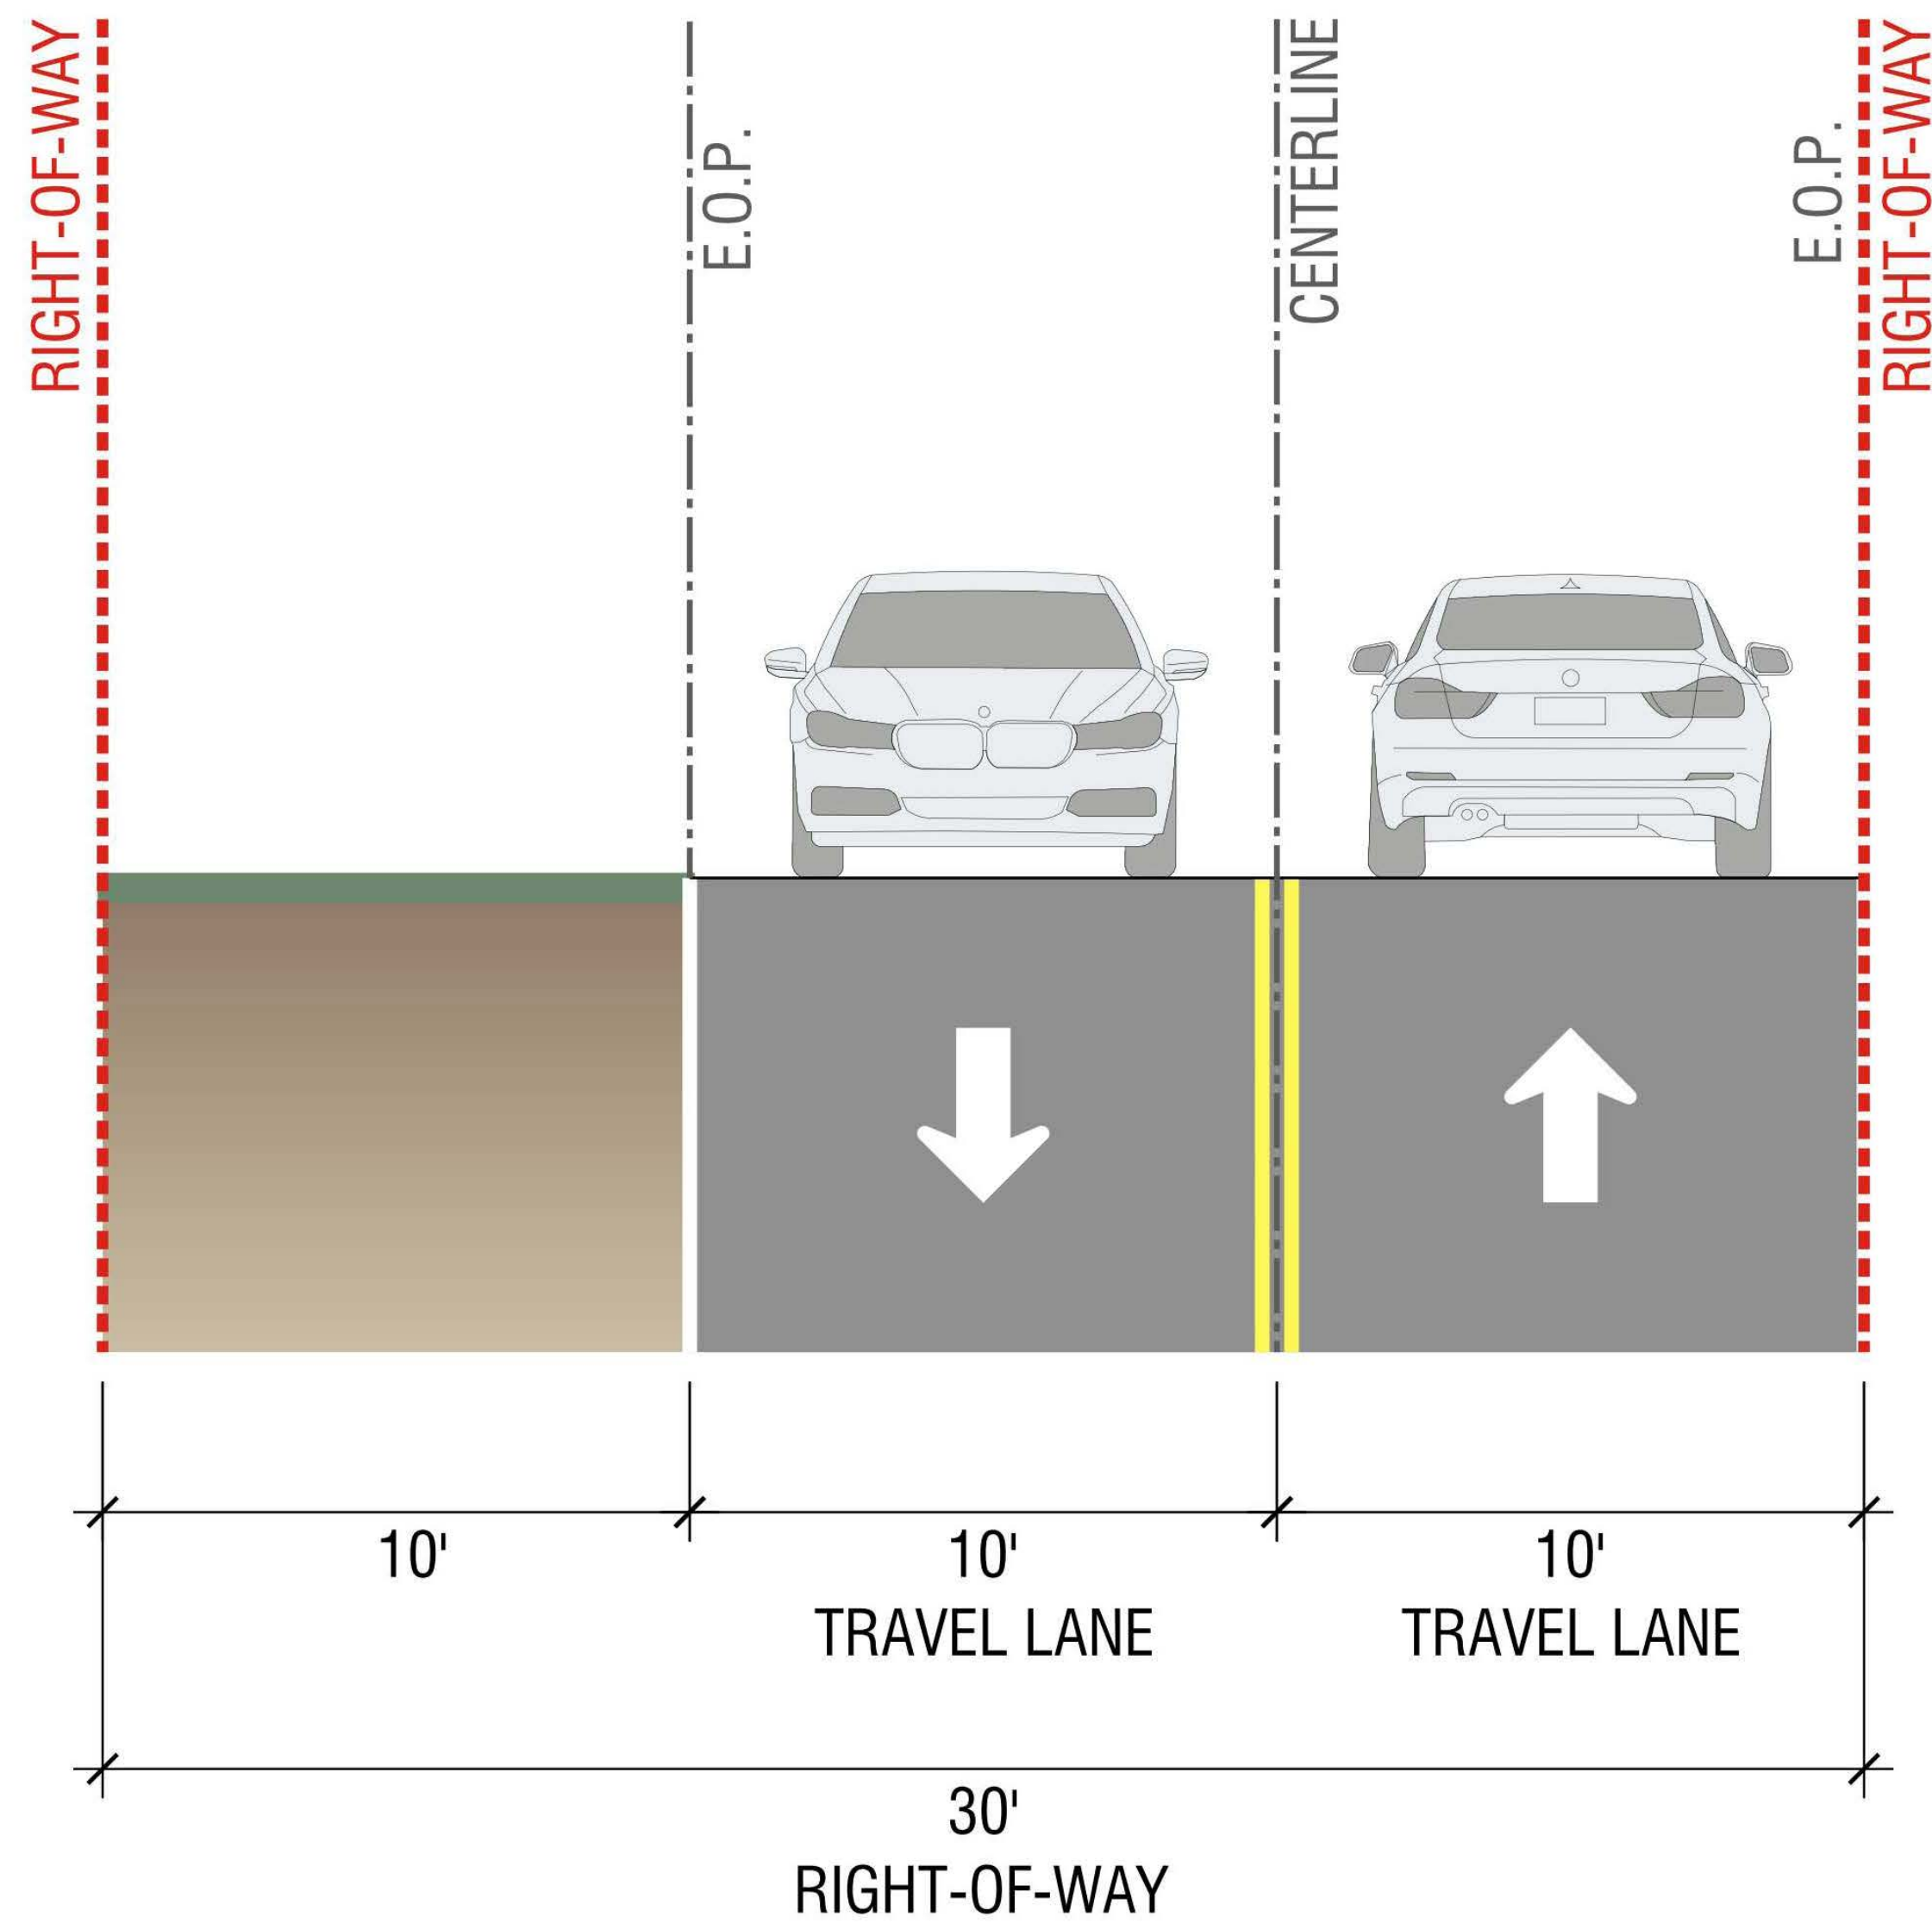 RIGHT-OF-WAY
E.O.P.
CENTERLINE
E.O.P.
RIGHT-OF-WAY
10'
10'
TRAVEL LANE
10'
TRAVEL LANE
30'
RIGHT-OF-WAY